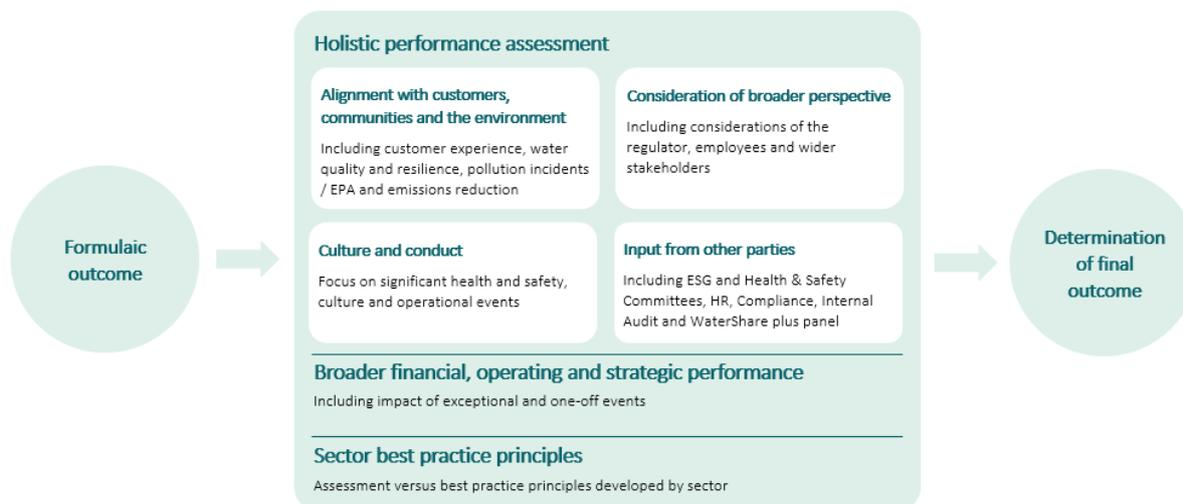 Formulaic
outcome
Holistic performance assessment
Alignment with customers,
communities and the environment
Including customer experience, water
quality and resilience, pollution incidents
/ EPA and emissions reduction
Consideration of broader perspective
Including considerations of the
regulator, employees and wider
stakeholders
Culture and conduct
Focus on significant health and safety,
culture and operational events
Input from other parties
Including ESG and Health & Safety
Committees, HR, Compliance, Internal
Audit and WaterShare plus panel
Broader financial, operating and strategic performance
Including impact of exceptional and one-off events
Sector best practice principles
Assessment versus best practice principles developed by sector
Determination
of final
outcome